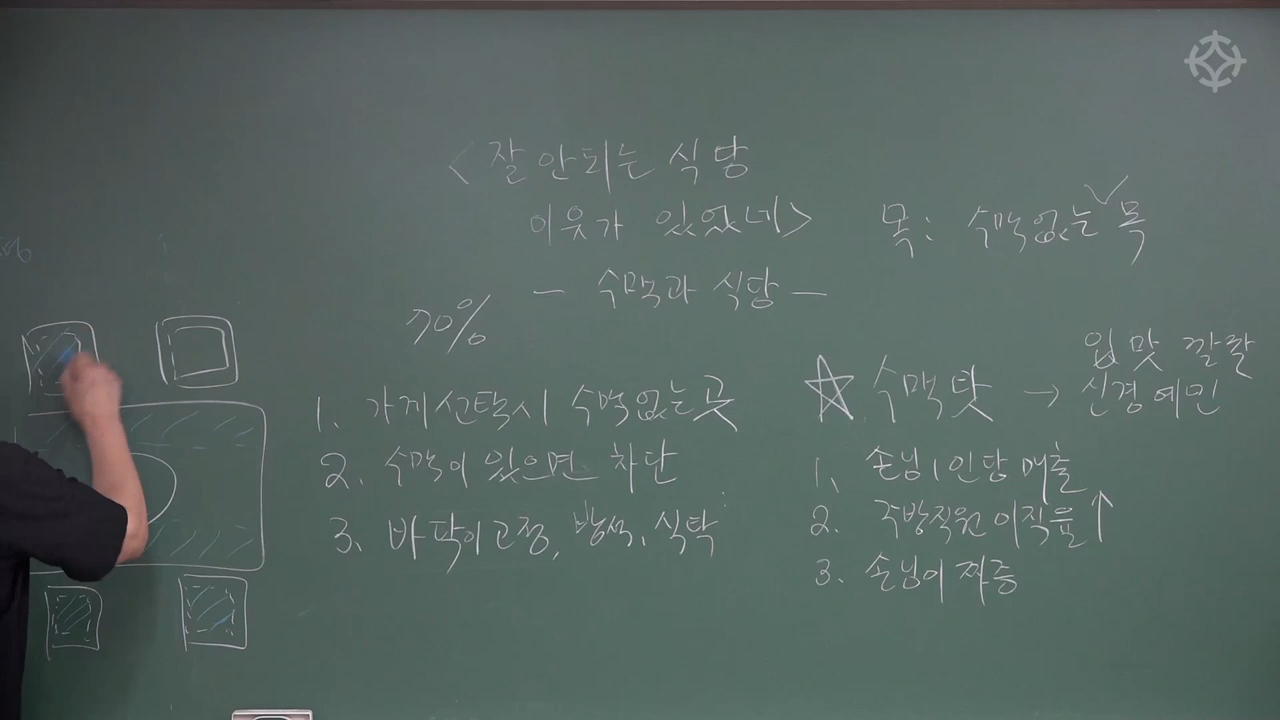 <잘 안되는 식당
이유가 있었네>
- 수맥과 식당 -
70%
1. 가게 선택시 수맥없는 곳
2. 수맥이 있으면 차단
3. 바닥이 고정, 방석, 식탁
목: 수맥없는 목
☆ 수맥 탓 → 입맛 깔깔
신경 예민
1. 손님 1인당 매출
2. 주방직원 이직율 ↑
3. 손님이 짜증